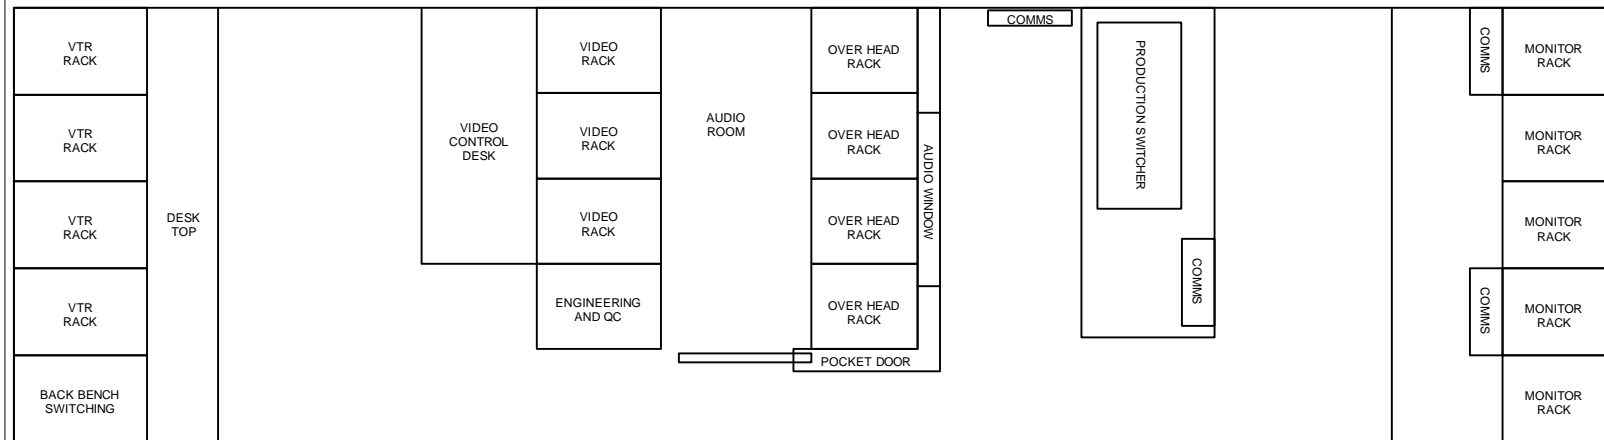 VTR
RACK
VTR
RACK
VTR
RACK
VTR
RACK
BACK BENCH
SWITCHING
DESK
TOP
VIDEO
CONTROL
DESK
VIDEO
RACK
VIDEO
RACK
VIDEO
RACK
ENGINEERING
AND QC
AUDIO
ROOM
OVER HEAD
RACK
OVER HEAD
RACK
OVER HEAD
RACK
OVER HEAD
RACK
POCKET DOOR
AUDIO WINDOW
COMMS
PRODUCTION SWITCHER
COMMS
COMMS
COMMS
MONITOR
RACK
MONITOR
RACK
MONITOR
RACK
MONITOR
RACK
MONITOR
RACK